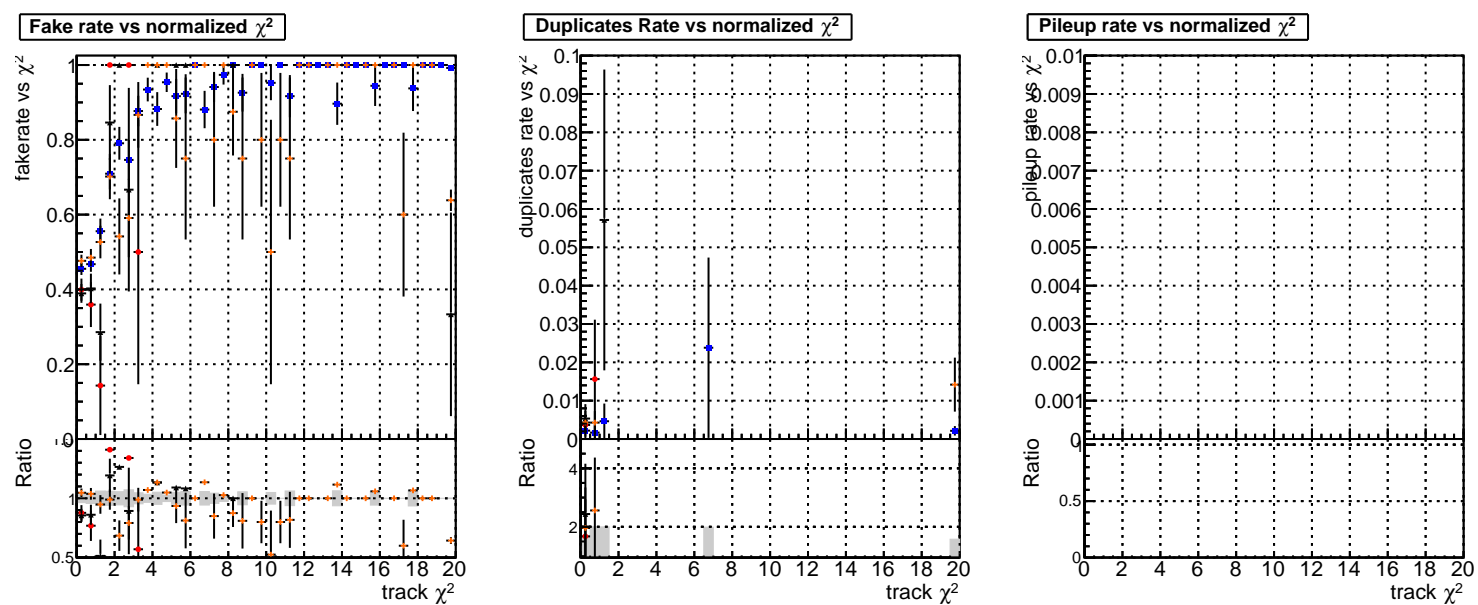 Fake rate vs normalized χ²
fakerate vs χ²
1
0.8
0.6
0.4
0.2
0
Ratio
1
0.5
0 2 4 6 8 10 12 14 16 18 20
track χ²
Duplicates Rate vs normalized χ²
duplicates rate vs χ²
0.1
0.09
0.08
0.07
0.06
0.05
0.04
0.03
0.02
0.01
0
Ratio
4
2
0 2 4 6 8 10 12 14 16 18 20
track χ²
Pileup rate vs normalized χ²
pileup rate vs χ²
0.01
0.009
0.008
0.007
0.006
0.005
0.004
0.003
0.002
0.001
0
Ratio
1
0.5
0
0 2 4 6 8 10 12 14 16 18 20
track χ²